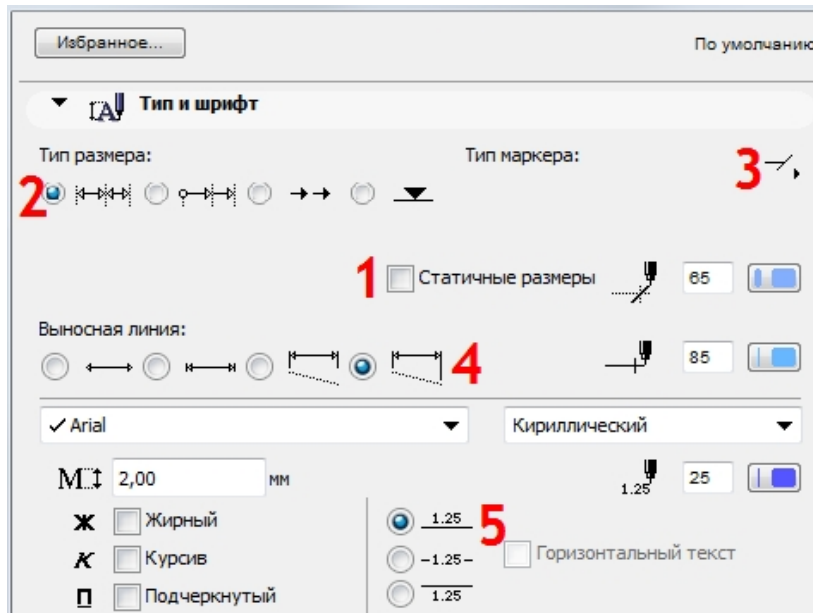 Избранное...
По умолчанию
Тип и шрифт
Тип размера:
Тип маркера:
3
2
1
Статичные размеры
65
Выносная линия:
4
85
Arial
Кириллический
M
2,00
мм
1.25
25
Ж
Жирный
1.25
5
К
Курсив
-1.25-
Горизонтальный текст
П
Подчеркнутый
1.25